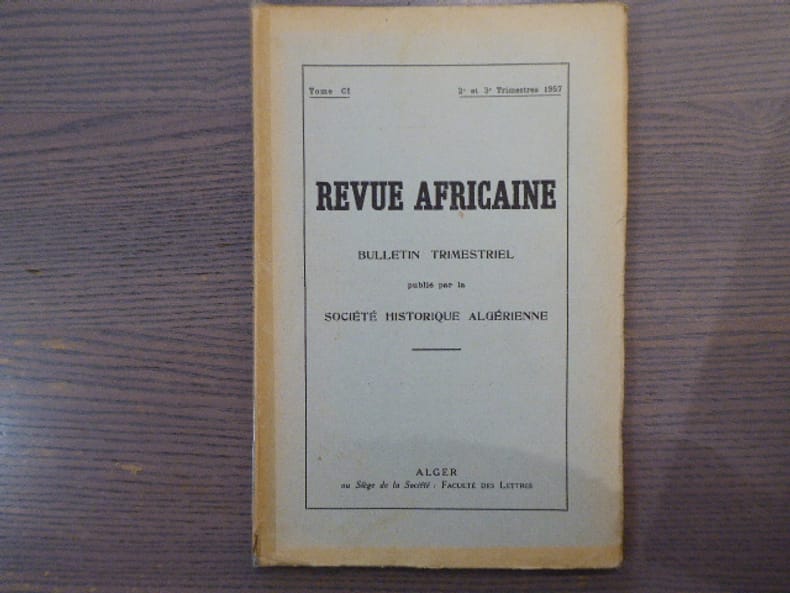 Tome CI
2e et 3e Trimestres 1957
REVUE AFRICAINE
BULLETIN TRIMESTRIEL
publié par la
SOCIÉTÉ HISTORIQUE ALGÉRIENNE
ALGER
au Siège de la Société : FACULTÉ DES LETTRES